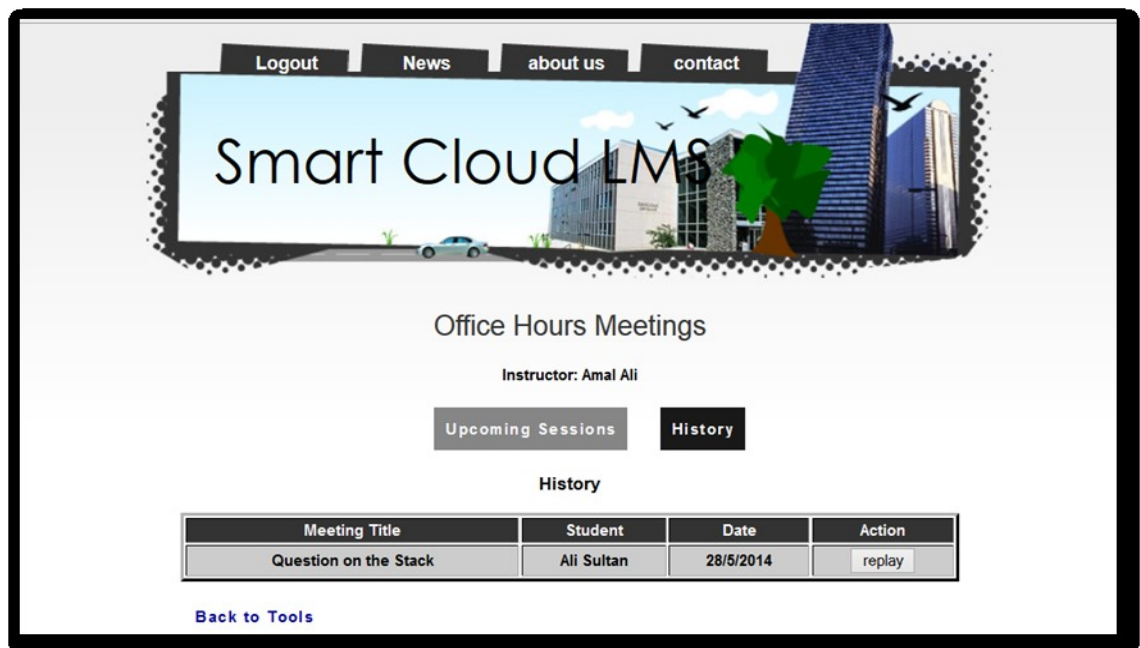 Logout News about us contact
Smart Cloud LMS
Office Hours Meetings
Instructor: Amal Ali
Upcoming Sessions History
History
Meeting Title Student Date Action
Question on the Stack Ali Sultan 28/5/2014 replay
Back to Tools